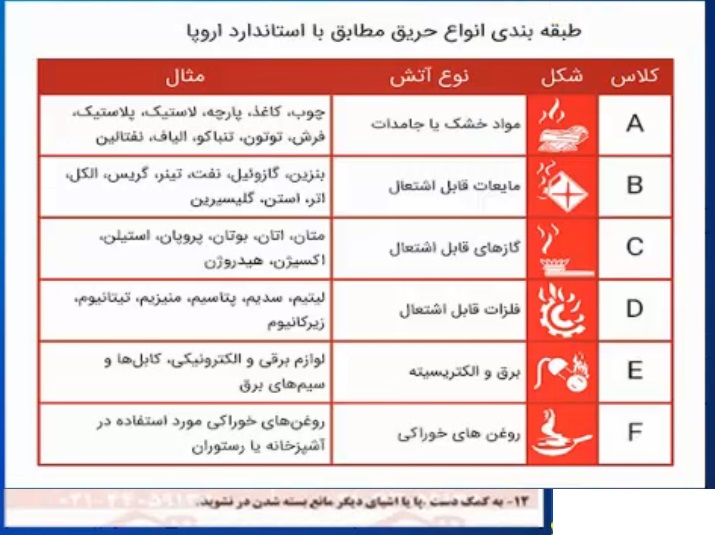 طبقه بندی انواع حریق مطابق با استاندارد اروپا
کلاس شکل نوع آتش مثال
A مواد خشک یا جامدات چوب، کاغذ، پارچه، لاستیک، پلاستیک،
فرش، توتون، تنباکو، الیاف، نفتالین
B مایعات قابل اشتعال بنزین، گازوئیل، نفت، تینر، گریس، الکل،
اتر، استن، گلیسیرین
C گازهای قابل اشتعال متان، اتان، بوتان، پروپان، استیلن،
اکسیژن، هیدروژن
D فلزات قابل اشتعال لیتیم، سدیم، پتاسیم، منیزیم، تیتانیوم،
زیرکانیوم
E برق و الکتریسیته لوازم برقی و الکترونیکی، کابل‌ها و
سیم‌های برق
F روغن های خوراکی روغن‌های خوراکی مورد استفاده در
آشپزخانه یا رستوران
۱۳- به کمک دست ،پا یا اشیای دیگر مانع بسته شدن در نشوید.